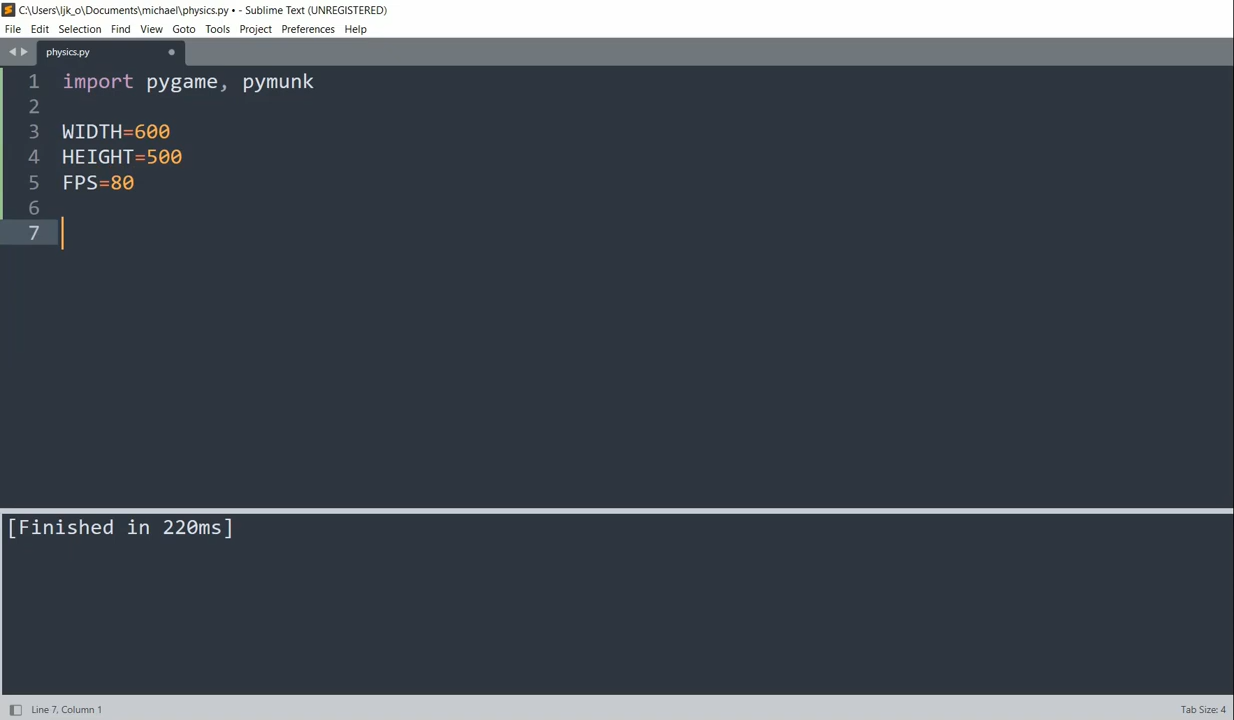 C:\Users\ljk_o\Documents\michael\physics.py • - Sublime Text (UNREGISTERED)
File Edit Selection Find View Goto Tools Project Preferences Help
physics.py
1 import pygame, pymunk
2
3 WIDTH=600
4 HEIGHT=500
5 FPS=80
6
7
[Finished in 220ms]
Line 7, Column 1 Tab Size: 4